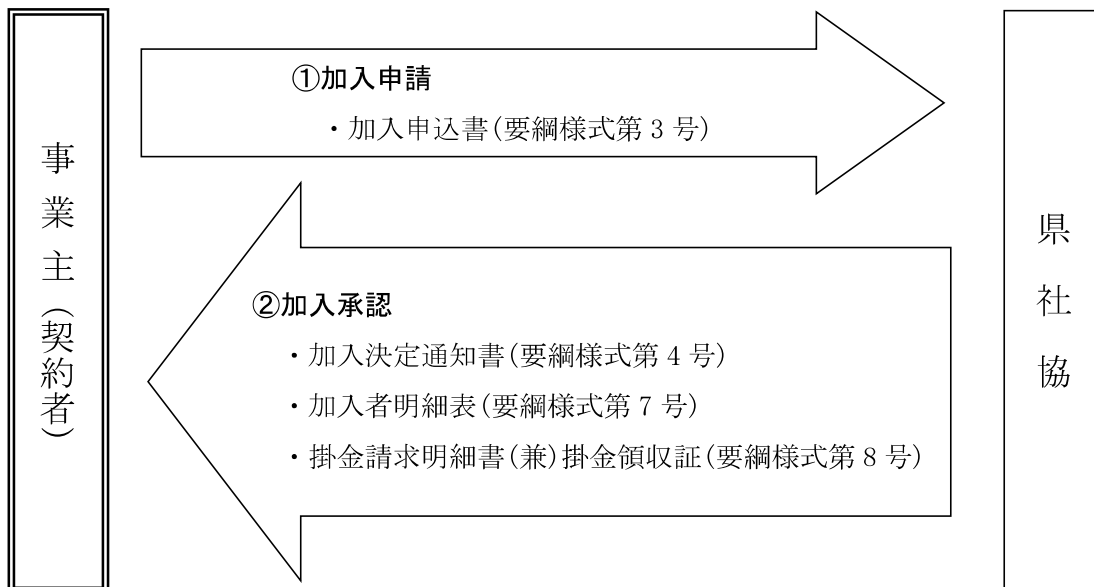 事業主（契約者）
①加入申請
・加入申込書(要綱様式第３号)
②加入承認
・加入決定通知書(要綱様式第４号)
・加入者明細表(要綱様式第７号)
・掛金請求明細書(兼)掛金領収証(要綱様式第８号)
県社協